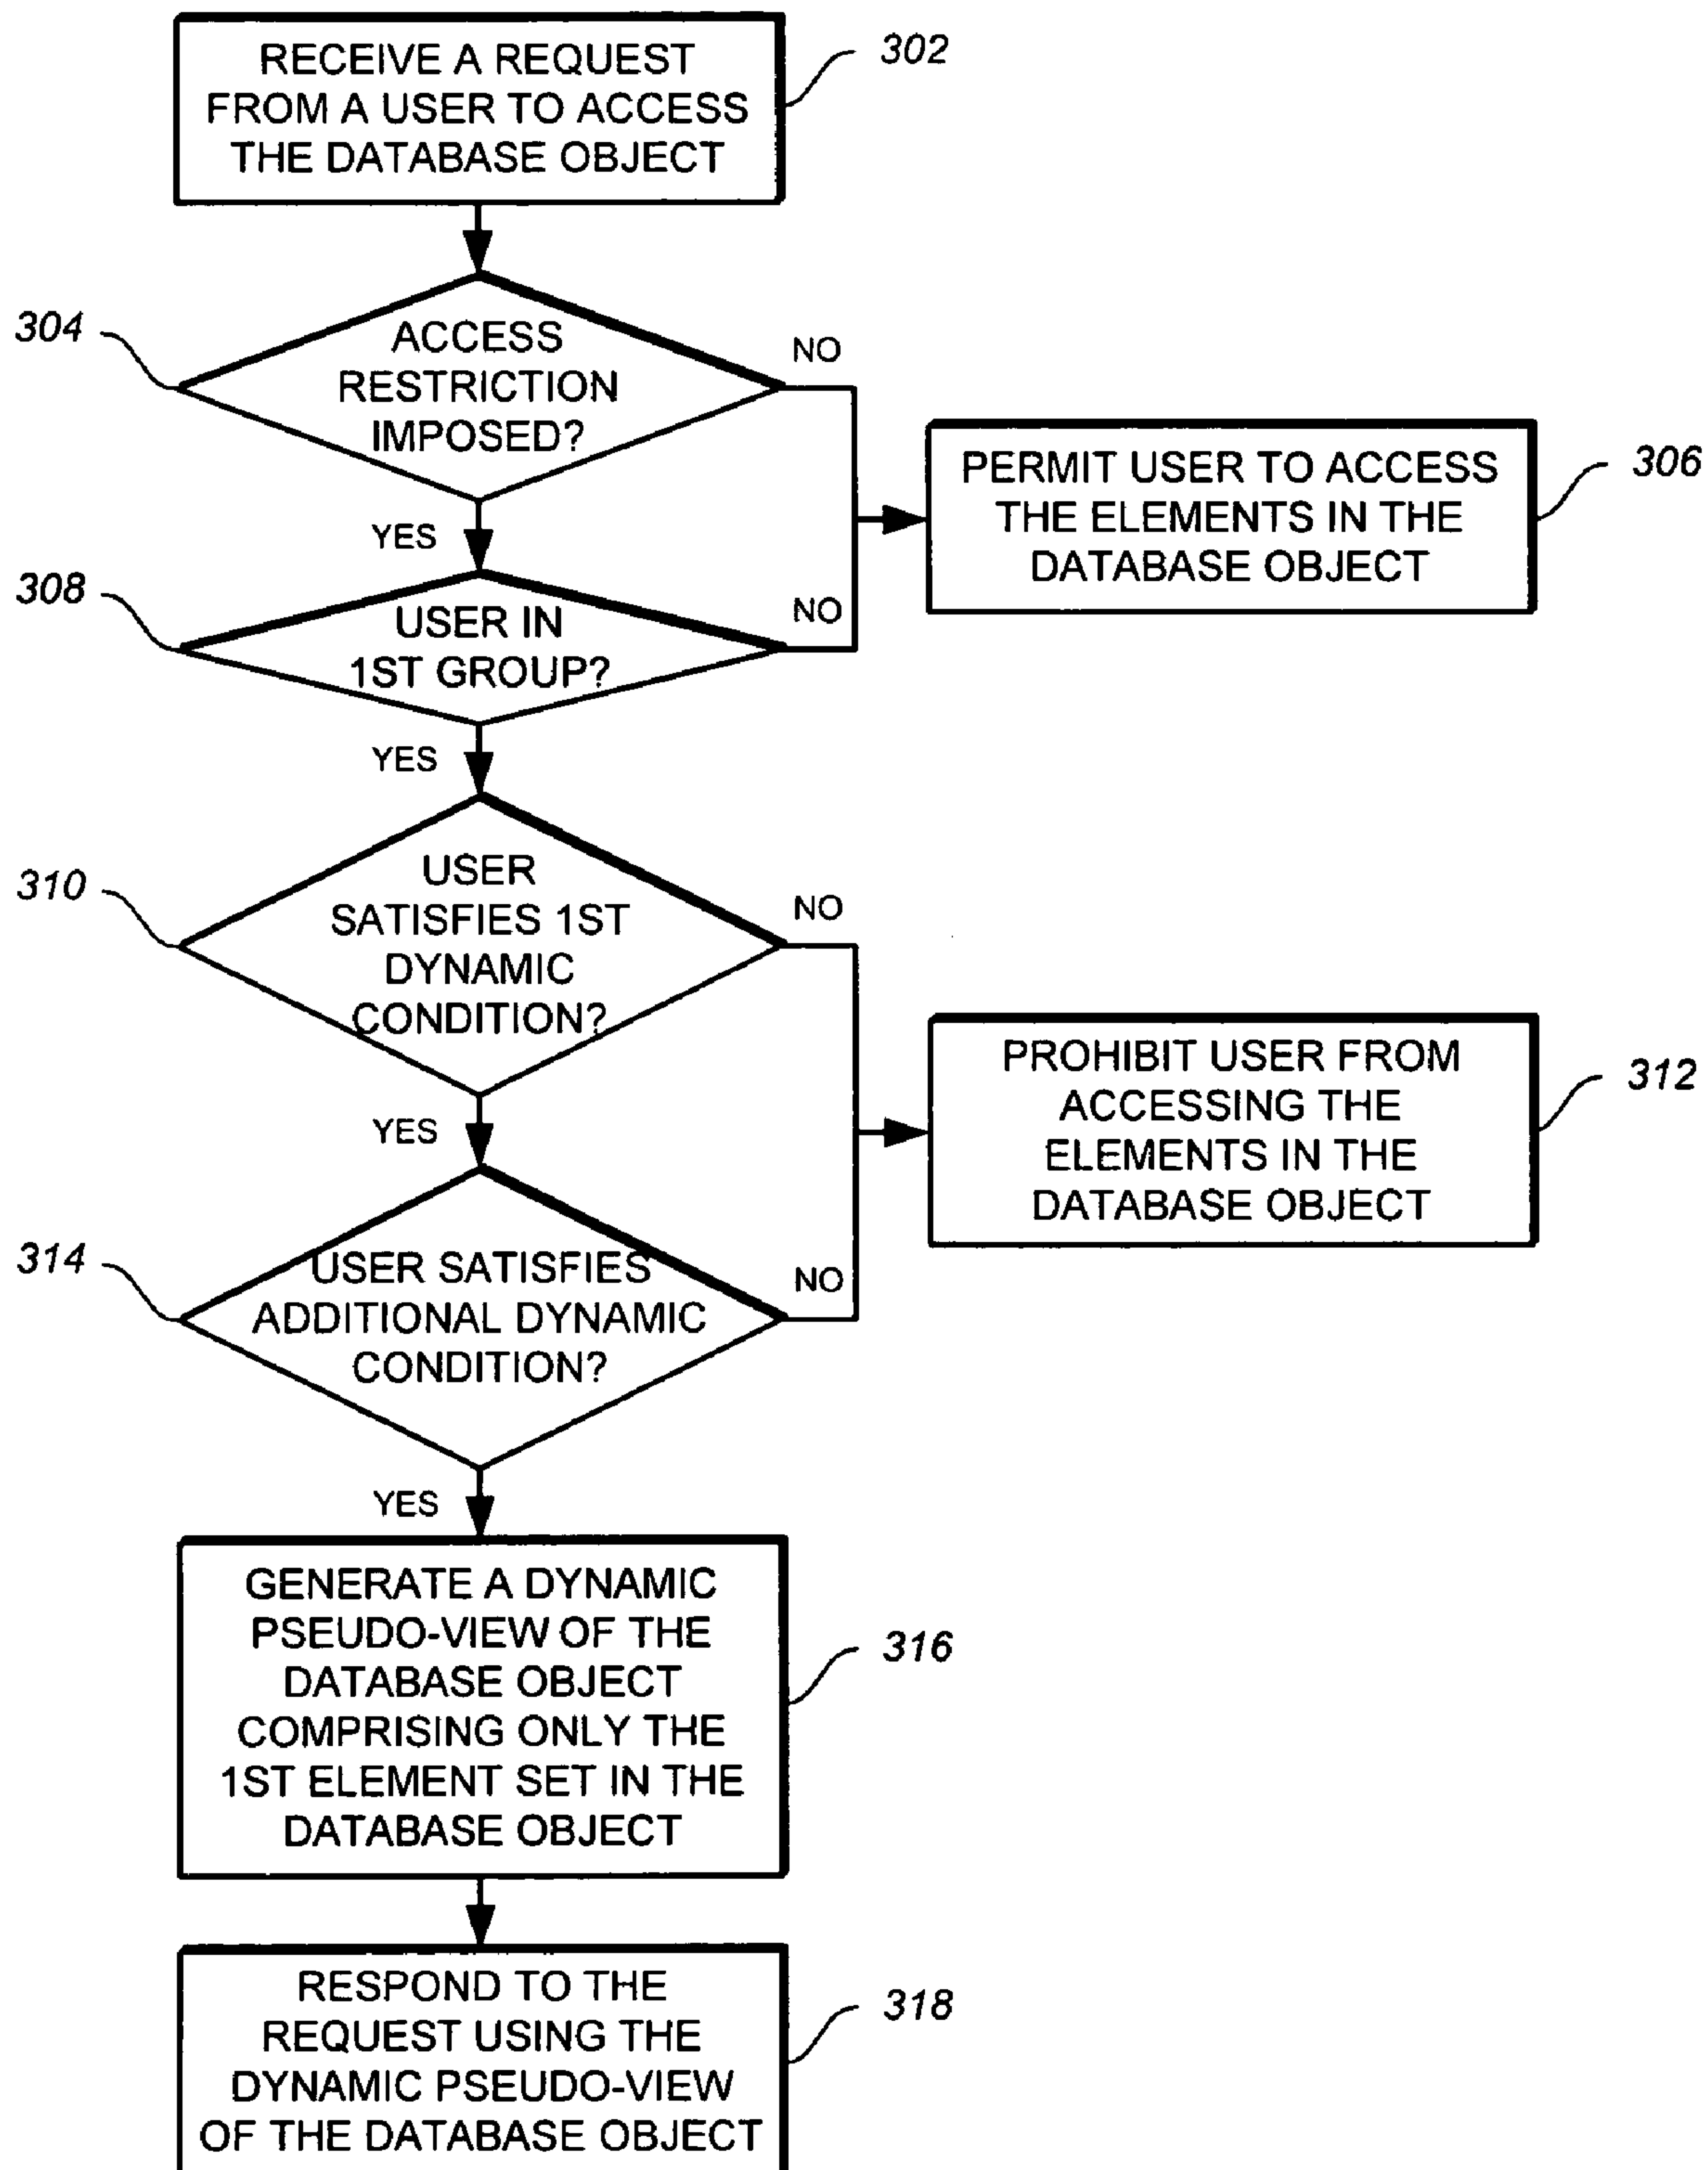 RECEIVE A REQUEST
FROM A USER TO ACCESS
THE DATABASE OBJECT
302
304
ACCESS
RESTRICTION
IMPOSED?
NO
YES
PERMIT USER TO ACCESS
THE ELEMENTS IN THE
DATABASE OBJECT
306
308
USER IN
1ST GROUP?
NO
YES
310
USER
SATISFIES 1ST
DYNAMIC
CONDITION?
NO
YES
PROHIBIT USER FROM
ACCESSING THE
ELEMENTS IN THE
DATABASE OBJECT
312
314
USER SATISFIES
ADDITIONAL DYNAMIC
CONDITION?
NO
YES
GENERATE A DYNAMIC
PSEUDO-VIEW OF THE
DATABASE OBJECT
COMPRISING ONLY THE
1ST ELEMENT SET IN THE
DATABASE OBJECT
316
RESPOND TO THE
REQUEST USING THE
DYNAMIC PSEUDO-VIEW
OF THE DATABASE OBJECT
318